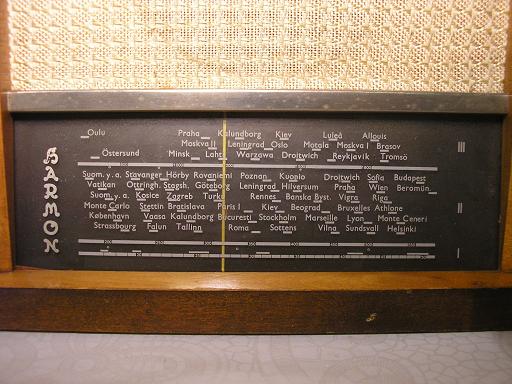 HARMONY
Oulu Praha Kalundborg Kiev Luleå Allouis
Moskva II Leningrad Oslo Motala Moskva I Brasov
Östersund Minsk Lahti Warzawa Droitwich Reykjavik Tromsö
III
Suom. y. a. Stavanger Hörby Rovaniemi Poznan Kuopio Droitwich Sofia Budapest
Vatikan Ottringh. Stagsh. Göteborg Leningrad Hilversum Praha Wien Beromün.
Suom. y. a. Kosice Zagreb Turku Rennes Banska Byst. Vigra Riga
Monte Carlo Stettin Bratislava Paris I Kiev Beograd Bruxelles Athlone
II
København Vaasa Kalundborg Bucuresti Stockholm Marseille Lyon Monte Ceneri
Strassbourg Falun Tallinn Roma Sottens Vilna Sundsvall Helsinki
I